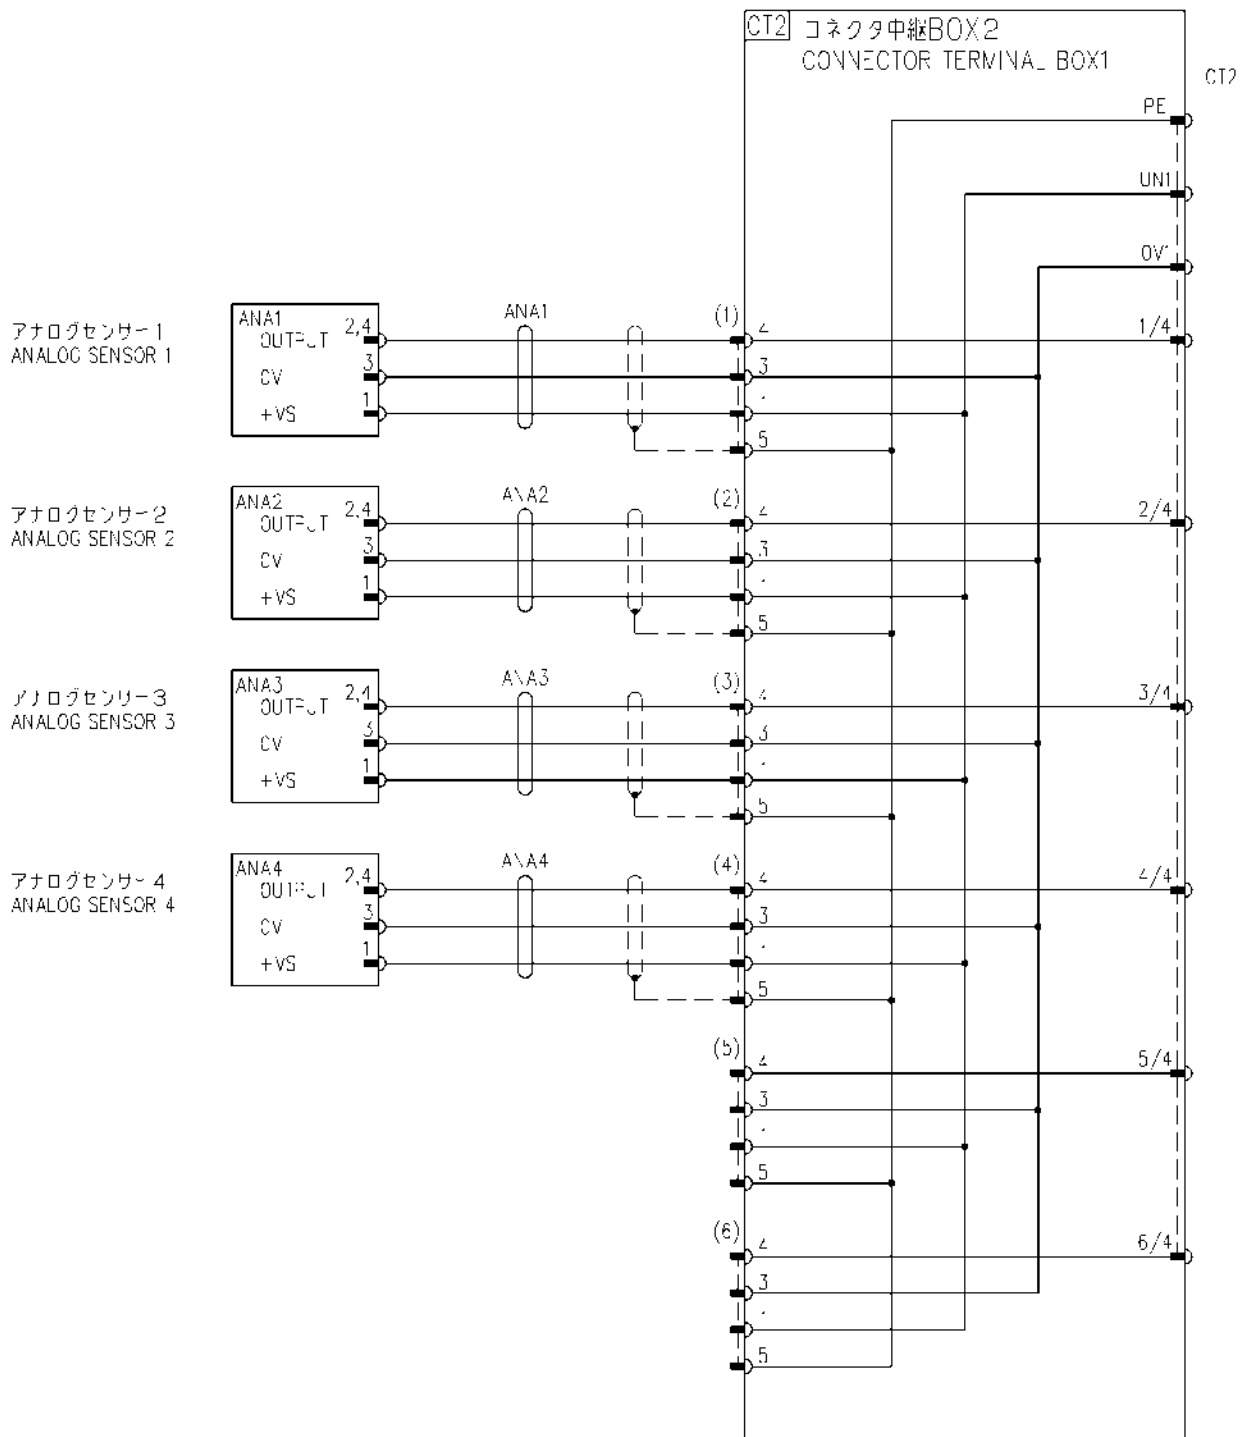 CT2
コネクタ中継BOX2
CONNECTOR TERMINAL BOX1
CT2
PE
UN1
0V1
アナログセンサー1
ANALOG SENSOR 1
ANA1
OUTPUT
2,4
0V
3
+VS
1
ANA1
(1)
4
3
1
5
1/4
アナログセンサー2
ANALOG SENSOR 2
ANA2
OUTPUT
2,4
0V
3
+VS
1
ANA2
(2)
4
3
1
5
2/4
アナログセンサー3
ANALOG SENSOR 3
ANA3
OUTPUT
2,4
0V
3
+VS
1
ANA3
(3)
4
3
1
5
3/4
アナログセンサー4
ANALOG SENSOR 4
ANA4
OUTPUT
2,4
0V
3
+VS
1
ANA4
(4)
4
3
1
5
4/4
(5)
4
3
1
5
5/4
(6)
4
3
1
5
6/4